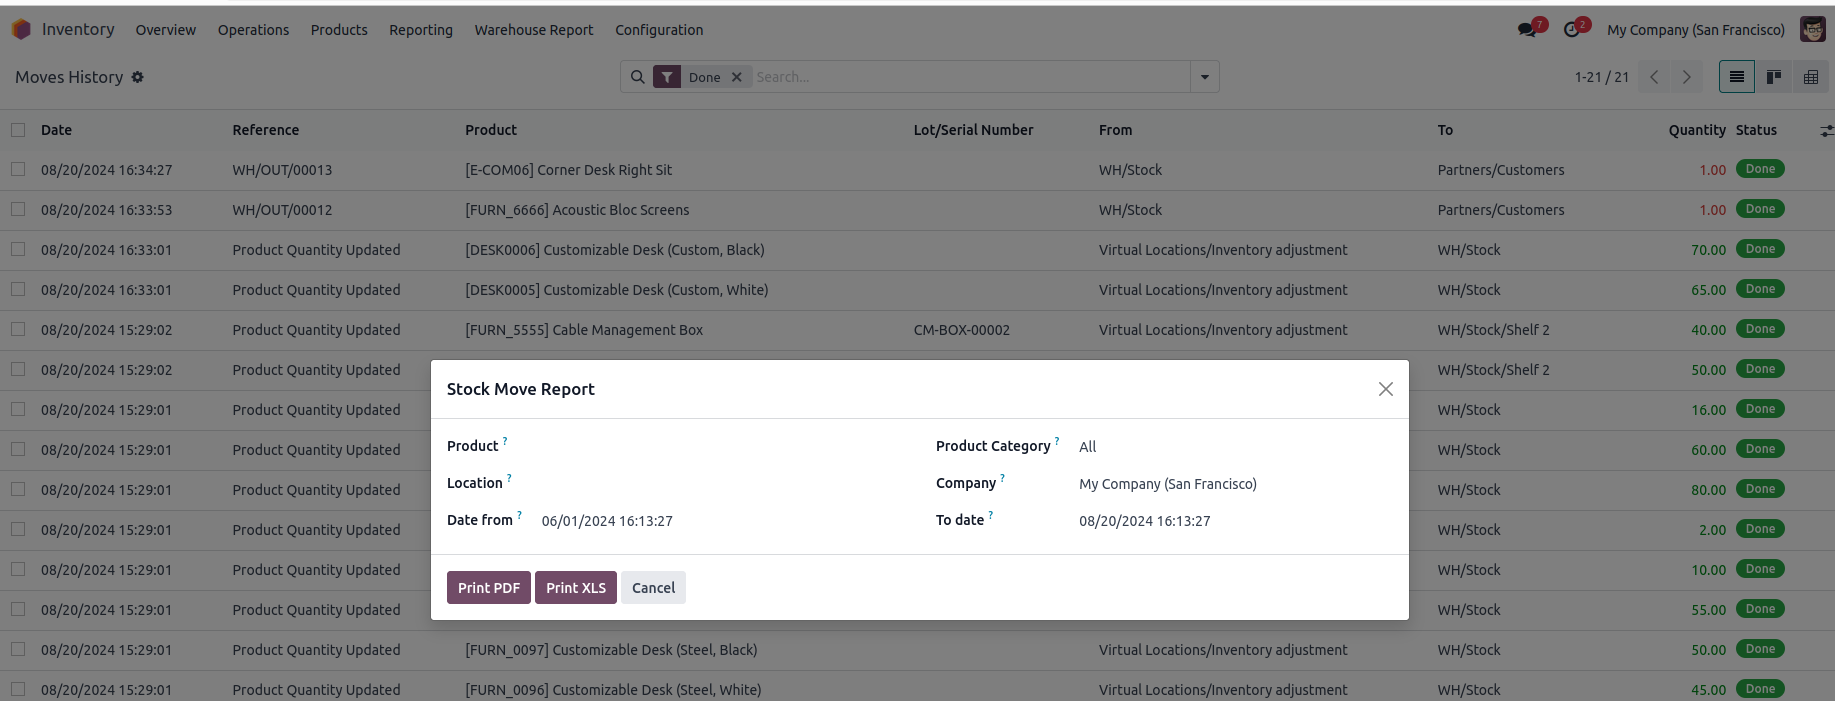 Inventory Overview Operations Products Reporting Warehouse Report Configuration 7 2 My Company (San Francisco)
Moves History Done Search... 1-21 / 21
Date Reference Product Lot/Serial Number From To Quantity Status
08/20/2024 16:34:27 WH/OUT/00013 [E-COM06] Corner Desk Right Sit WH/Stock Partners/Customers 1.00 Done
08/20/2024 16:33:53 WH/OUT/00012 [FURN_6666] Acoustic Bloc Screens WH/Stock Partners/Customers 1.00 Done
08/20/2024 16:33:01 Product Quantity Updated [DESK0006] Customizable Desk (Custom, Black) Virtual Locations/Inventory adjustment WH/Stock 70.00 Done
08/20/2024 16:33:01 Product Quantity Updated [DESK0005] Customizable Desk (Custom, White) Virtual Locations/Inventory adjustment WH/Stock 65.00 Done
08/20/2024 15:29:02 Product Quantity Updated [FURN_5555] Cable Management Box CM-BOX-00002 Virtual Locations/Inventory adjustment WH/Stock/Shelf 2 40.00 Done
08/20/2024 15:29:02 Product Quantity Updated WH/Stock/Shelf 2 50.00 Done
08/20/2024 15:29:01 Product Quantity Updated WH/Stock 16.00 Done
08/20/2024 15:29:01 Product Quantity Updated WH/Stock 60.00 Done
08/20/2024 15:29:01 Product Quantity Updated WH/Stock 80.00 Done
08/20/2024 15:29:01 Product Quantity Updated WH/Stock 2.00 Done
08/20/2024 15:29:01 Product Quantity Updated WH/Stock 10.00 Done
08/20/2024 15:29:01 Product Quantity Updated WH/Stock 55.00 Done
08/20/2024 15:29:01 Product Quantity Updated [FURN_0097] Customizable Desk (Steel, Black) Virtual Locations/Inventory adjustment WH/Stock 50.00 Done
08/20/2024 15:29:01 Product Quantity Updated [FURN_0096] Customizable Desk (Steel, White) Virtual Locations/Inventory adjustment WH/Stock 45.00 Done
Stock Move Report
Product ? Product Category ? All
Location ? Company ? My Company (San Francisco)
Date from ? 06/01/2024 16:13:27 To date ? 08/20/2024 16:13:27
Print PDF Print XLS Cancel